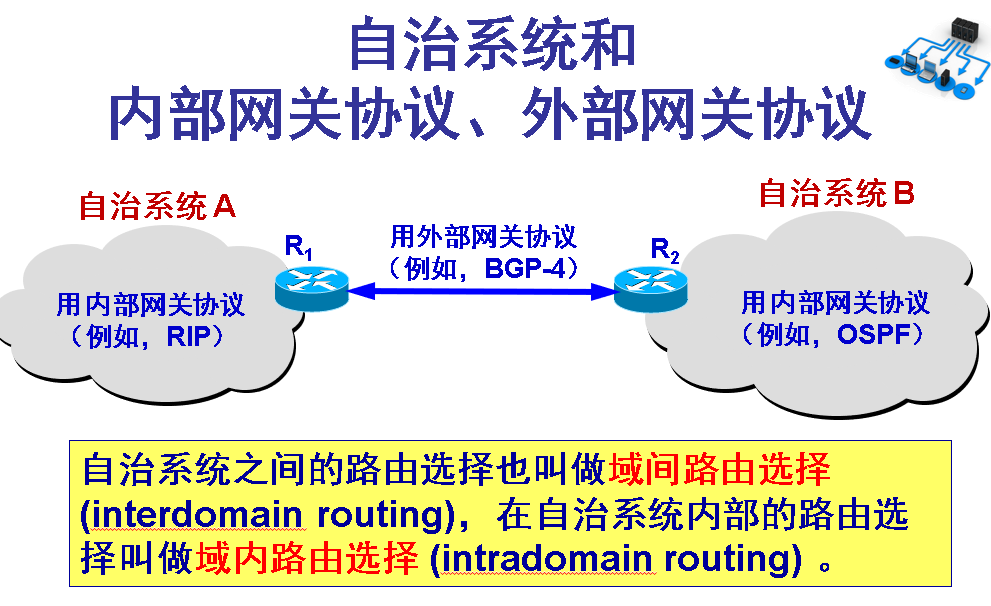 自治系统和
内部网关协议、外部网关协议
自治系统 A
自治系统 B
R1
用外部网关协议
（例如，BGP-4）
R2
用内部网关协议
（例如，RIP）
用内部网关协议
（例如，OSPF）
自治系统之间的路由选择也叫做域间路由选择
(interdomain routing)，在自治系统内部的路由选
择叫做域内路由选择 (intradomain routing) 。